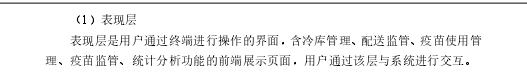 （1）表现层
表现层是用户通过终端进行操作的界面，含冷库管理、配送监管、疫苗使用管
理、疫苗监管、统计分析功能的前端展示页面，用户通过该层与系统进行交互。